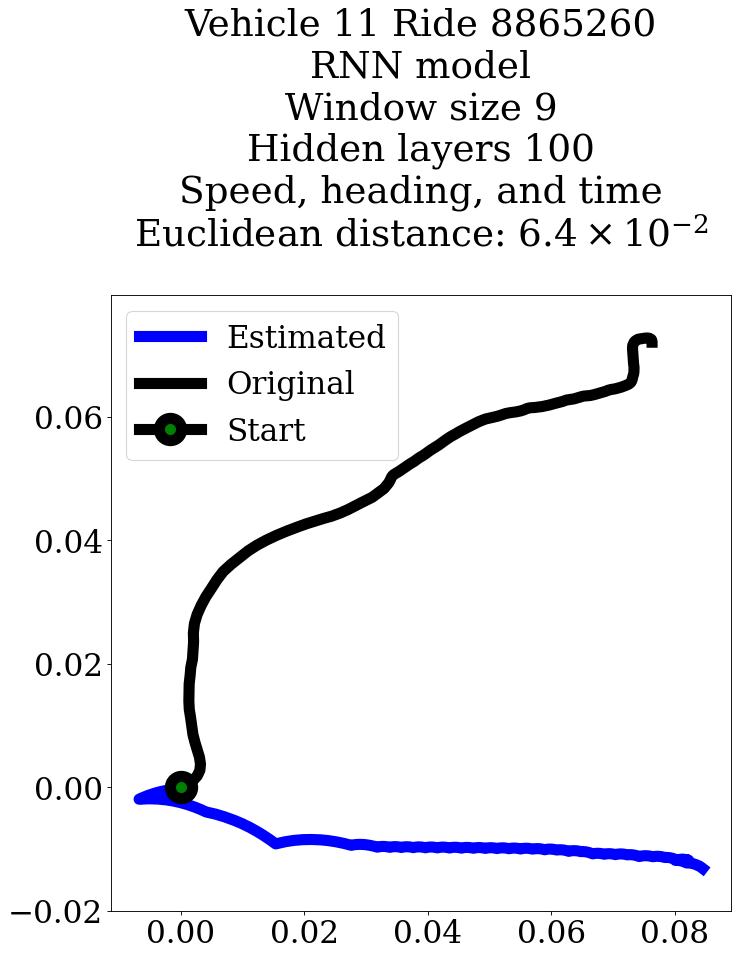 Vehicle 11 Ride 8865260
RNN model
Window size 9
Hidden layers 100
Speed, heading, and time
Euclidean distance: 6.4 × 10⁻²
Estimated
Original
Start
0.06
0.04
0.02
0.00
−0.02
0.00 0.02 0.04 0.06 0.08